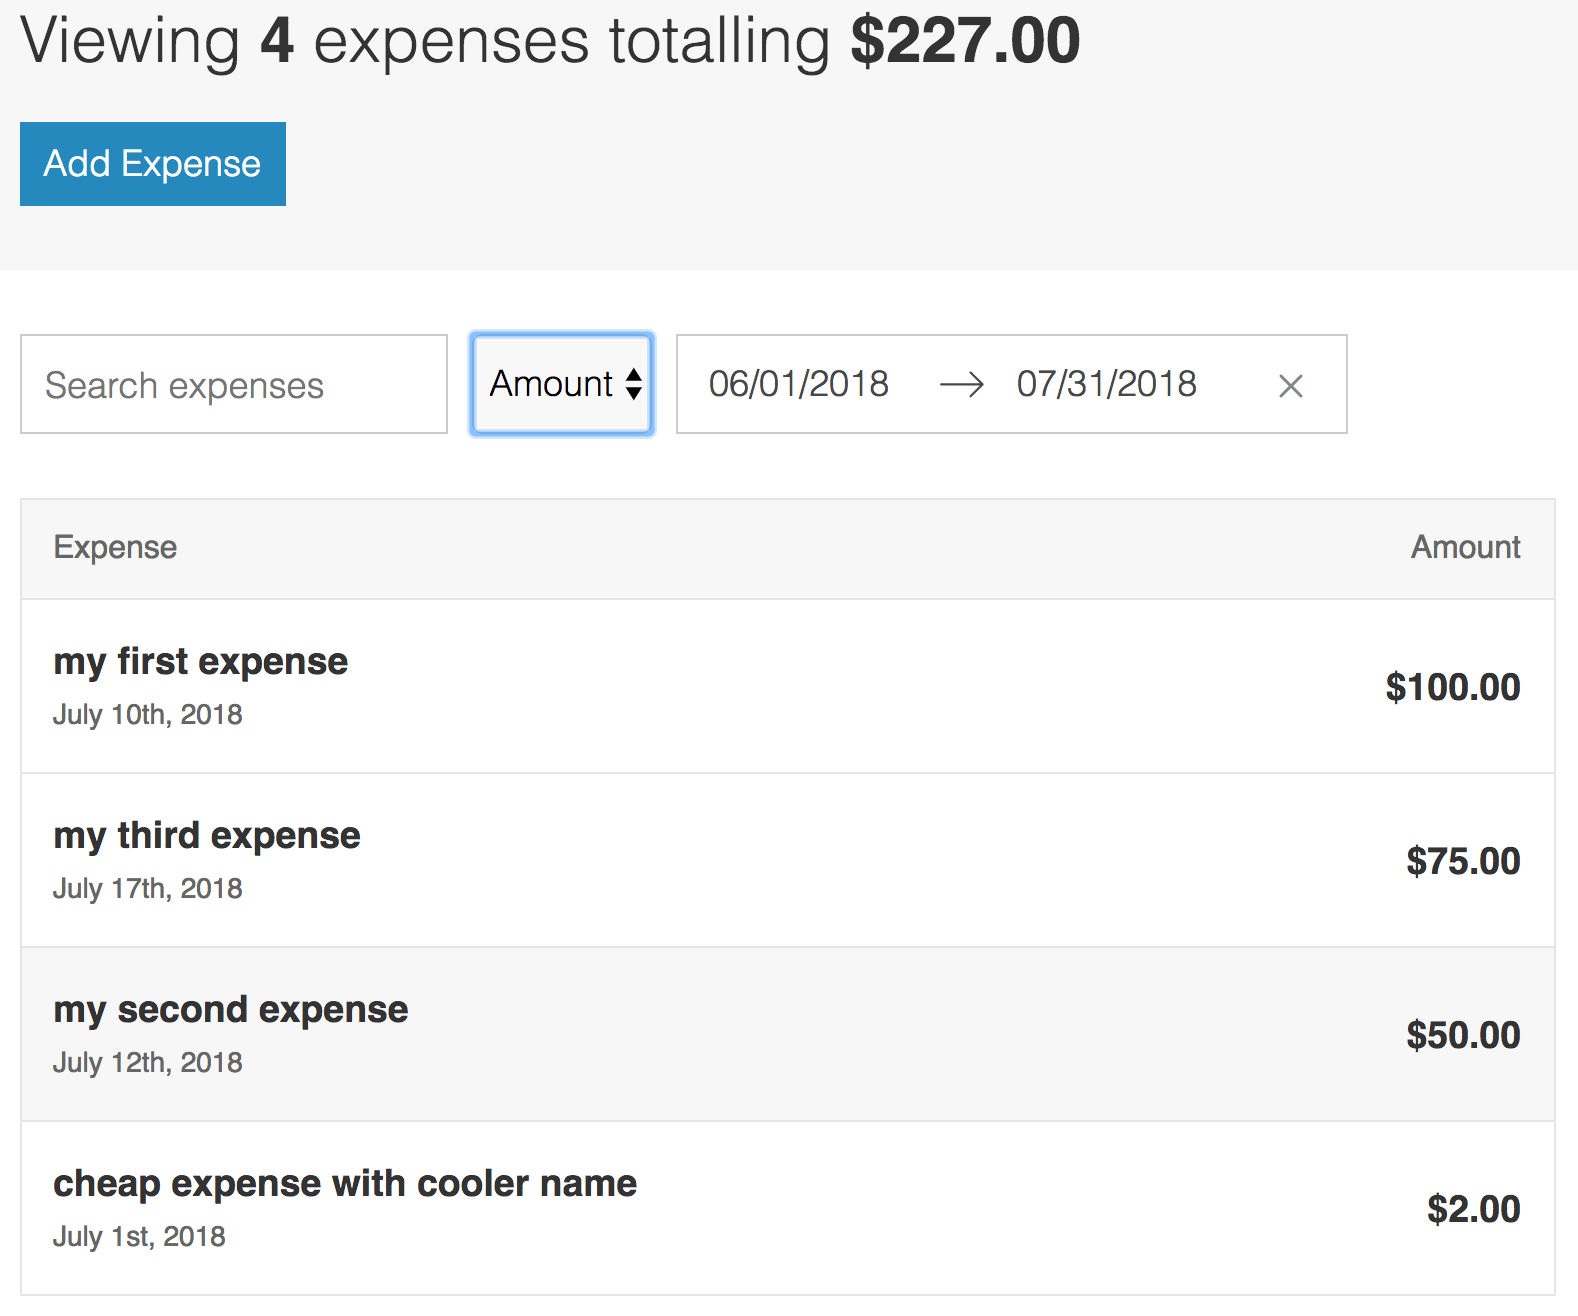 Viewing 4 expenses totalling $227.00
Add Expense
Search expenses
Amount
06/01/2018 → 07/31/2018
Expense Amount
my first expense
July 10th, 2018
$100.00
my third expense
July 17th, 2018
$75.00
my second expense
July 12th, 2018
$50.00
cheap expense with cooler name
July 1st, 2018
$2.00